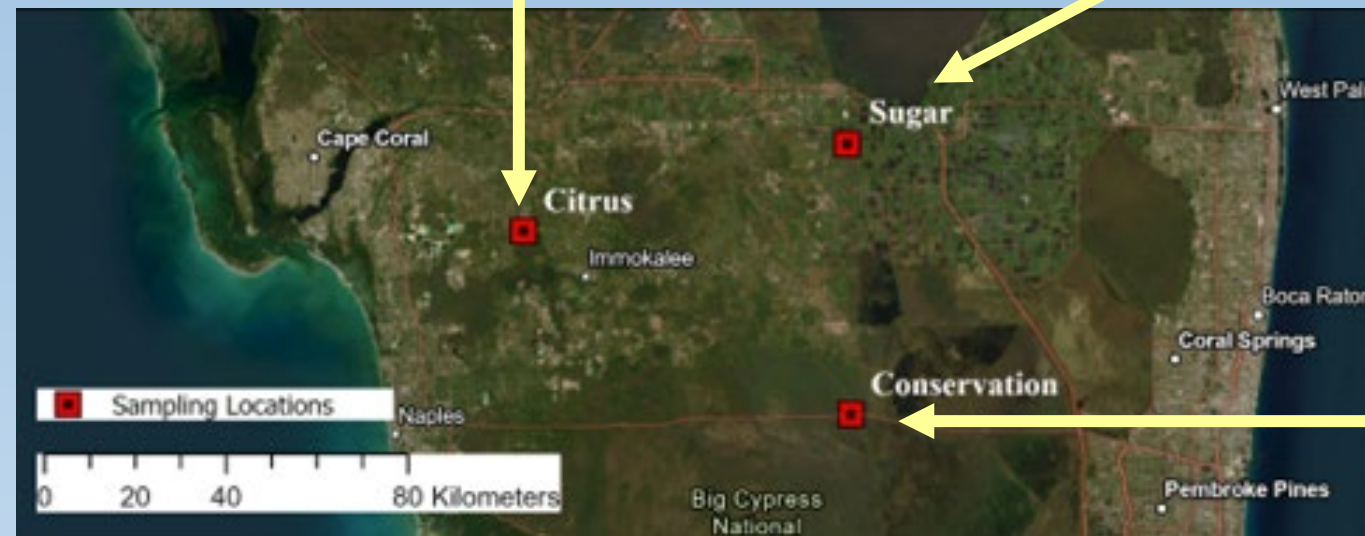 Sugar
West Pal
Cape Coral
Citrus
Immokalee
Boca Raton
Coral Springs
Conservation
Sampling Locations
Naples
0 20 40 80 Kilometers
Big Cypress
National
Pembroke Pines